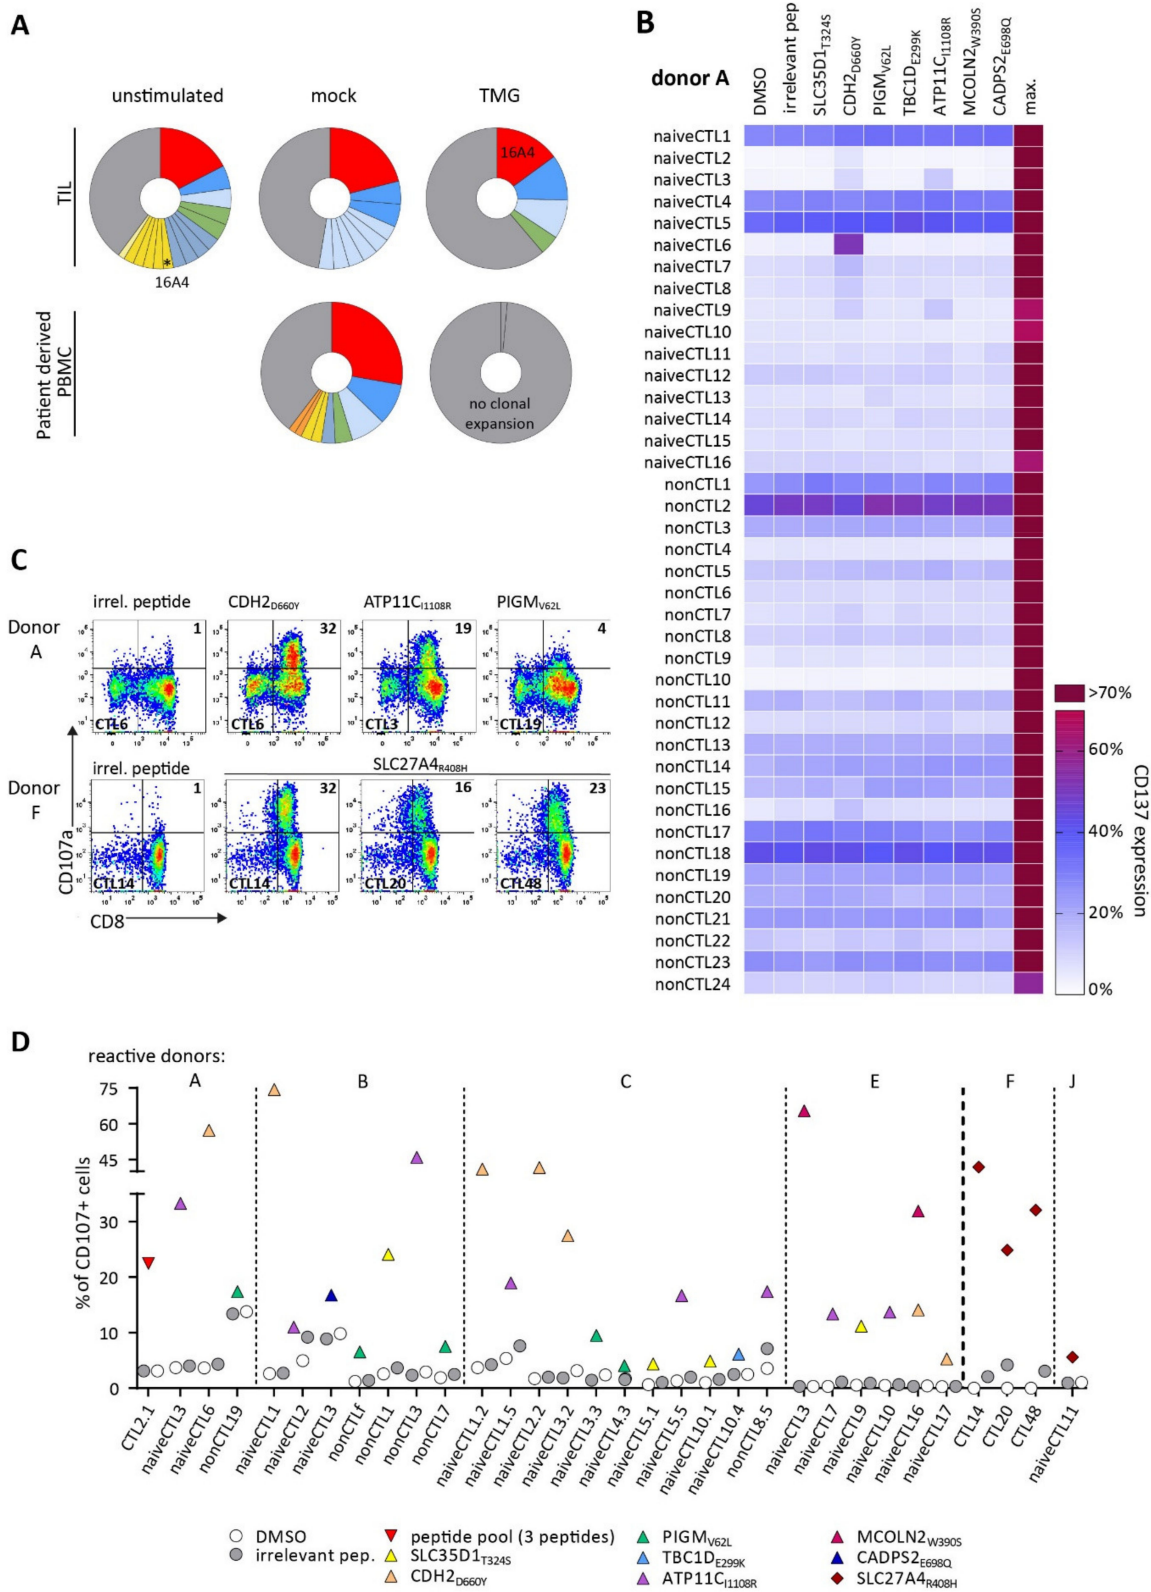 A
unstimulated
mock
TMG
TIL
16A4
*
16A4
Patient derived
PBMC
no clonal
expansion
B
donor A
DMSO
irrelevant pep
SLC35D1T324S
CDH2D660Y
PIGMV62L
TBC1DE299K
ATP11CI1108R
MCOLN2W390S
CADPS2E698Q
max.
naiveCTL1
naiveCTL2
naiveCTL3
naiveCTL4
naiveCTL5
naiveCTL6
naiveCTL7
naiveCTL8
naiveCTL9
naiveCTL10
naiveCTL11
naiveCTL12
naiveCTL13
naiveCTL14
naiveCTL15
naiveCTL16
nonCTL1
nonCTL2
nonCTL3
nonCTL4
nonCTL5
nonCTL6
nonCTL7
nonCTL8
nonCTL9
nonCTL10
nonCTL11
nonCTL12
nonCTL13
nonCTL14
nonCTL15
nonCTL16
nonCTL17
nonCTL18
nonCTL19
nonCTL20
nonCTL21
nonCTL22
nonCTL23
nonCTL24
>70%
60%
40%
20%
0%
CD137 expression
C
irrel. peptide
CDH2D660Y
ATP11CI1108R
PIGMV62L
Donor
A
1
32
19
4
CTL6
CTL6
CTL3
CTL19
irrel. peptide
SLC27A4R408H
Donor
F
1
32
16
23
CTL14
CTL14
CTL20
CTL48
CD107a
CD8
D
reactive donors:
A
B
C
E
F
J
% of CD107+ cells
75
60
45
30
20
10
0
CTL2.1
naiveCTL3
naiveCTL6
nonCTL19
naiveCTL1
naiveCTL2
naiveCTL3
nonCTLf
nonCTL1
nonCTL3
nonCTL7
naiveCTL1.2
naiveCTL1.5
naiveCTL2.2
naiveCTL3.2
naiveCTL3.3
naiveCTL4.3
naiveCTL5.1
naiveCTL5.5
naiveCTL10.1
naiveCTL10.4
nonCTL8.5
naiveCTL3
naiveCTL7
naiveCTL9
naiveCTL10
naiveCTL16
naiveCTL17
CTL14
CTL20
CTL48
naiveCTL11
DMSO
irrelevant pep.
peptide pool (3 peptides)
SLC35D1T324S
CDH2D660Y
PIGMV62L
TBC1DE299K
ATP11CI1108R
MCOLN2W390S
CADPS2E698Q
SLC27A4R408H